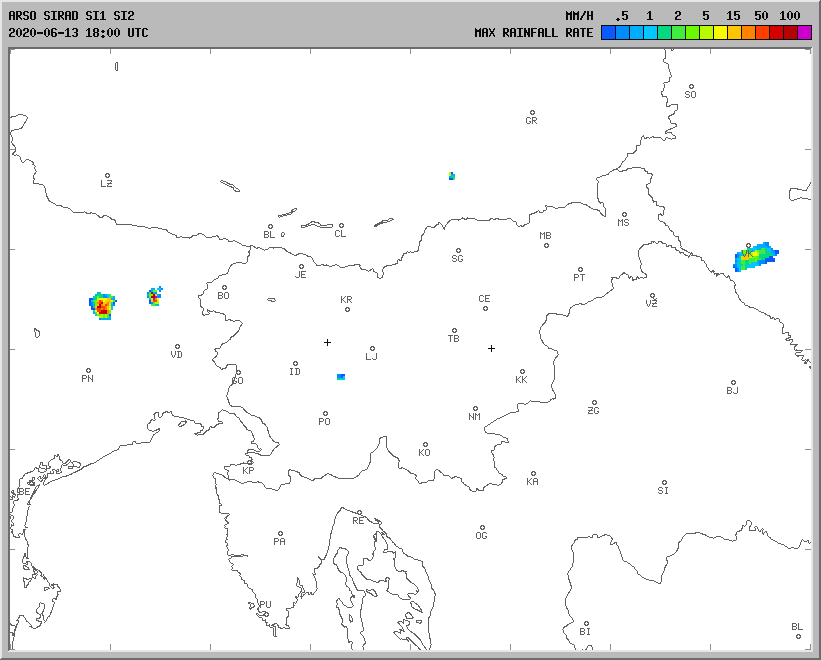 ARSO SIRAD SI1 SI2
2020-06-13 18:00 UTC
MM/H .5 1 2 5 15 50 100
MAX RAINFALL RATE
SO
GR
LZ
MS
BL
CL
MB
VK
SG
JE
PT
BO
KR
CE
VZ
TB
VD
LJ
ID
PN
GO
KK
BJ
ZG
NM
PO
KO
KP
KA
BE
SI
RE
OG
PA
PU
BI
BL